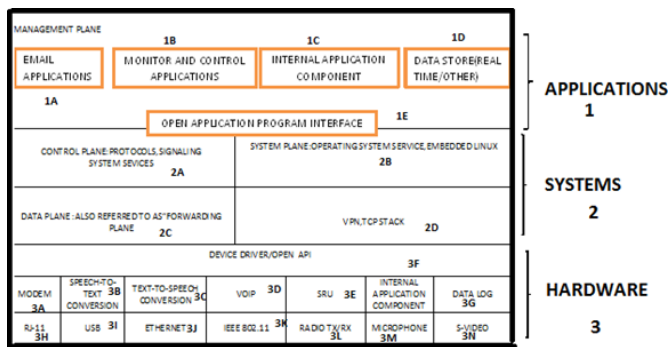 MANAGEMENT PLANE
1B
1C
1D
EMAIL
APPLICATIONS
MONITOR AND CONTROL
APPLICATIONS
INTERNAL APPLICATION
COMPONENT
DATA STORE(REAL
TIME/OTHER)
1A
OPEN APPLICATION PROGRAM INTERFACE
1E
APPLICATIONS
1
CONTROL PLANE:PROTOCOLS,SIGNALING
SYSTEM SEVICES
2A
SYSTEM PLANE:OPERATING SYSTEM SERVICE,EMBEDDED LINUX
2B
DATA PLANE :ALSO REFERRED TO AS"FORWARDING
PLANE
2C
VPN,TCP STACK
2D
SYSTEMS
2
DEVICE DRIVER/OPEN API
3F
MODEM
3A
SPEECH-TO-
TEXT 3B
CONVERSION
TEXT-TO-SPEECH
CONVERSION 3C
VOIP 3D
SRU 3E
INTERNAL
APPLICATION
COMPONENT
DATA LOG
3G
RJ-11
3H
USB 3I
ETHERNET 3J
IEEE 802.11 3K
RADIO TX/RX
3L
MICROPHONE
3M
S-VIDEO
3N
HARDWARE
3